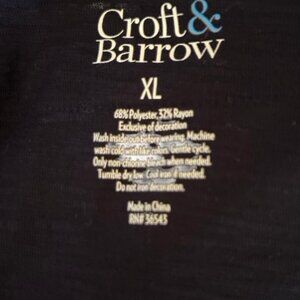 Croft &
Barrow
XL
68% Polyester, 32% Rayon
Exclusive of decoration
Wash inside out before wearing. Machine
wash cold with like colors. Gentle cycle.
Only non-chlorine bleach when needed.
Tumble dry low. Cool iron if needed.
Do not iron decoration.
Made in China
RN# 36543